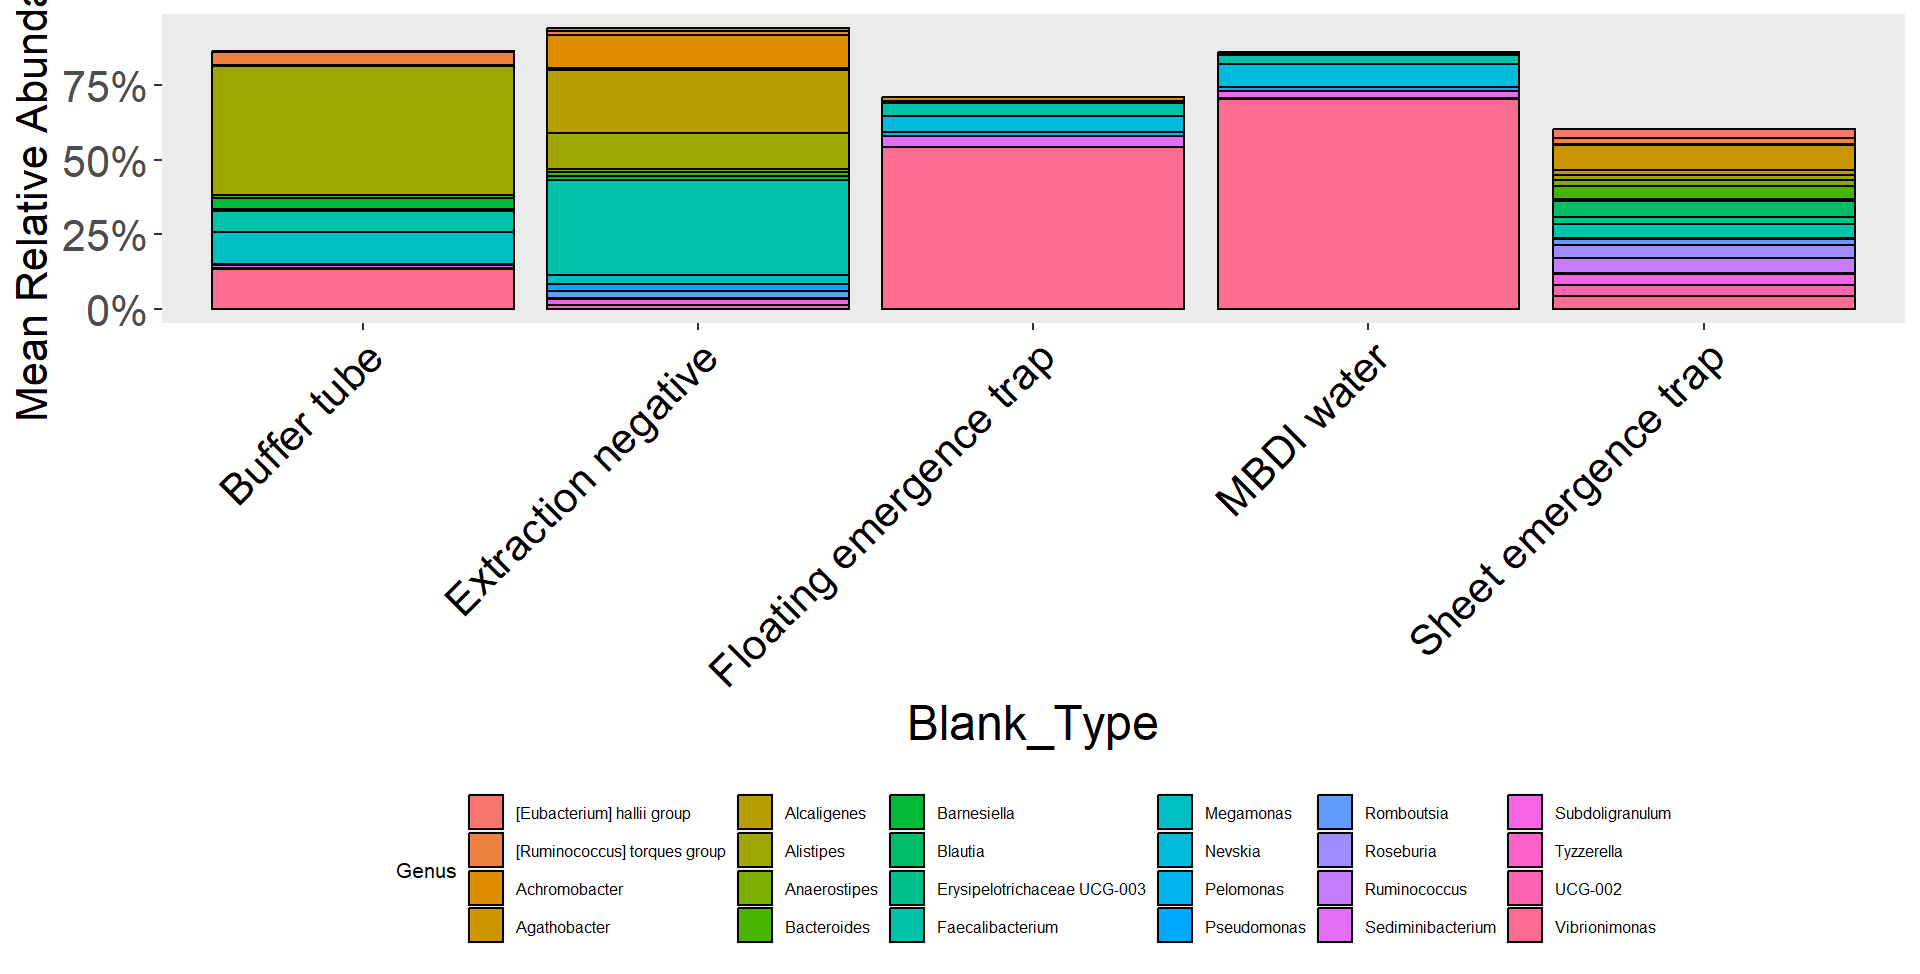 Mean Relative
75%
50%
25%
0%
Buffer tube
Extraction negative
Floating emergence trap
MBDI water
Sheet emergence trap
Blank_Type
Genus
[Eubacterium] hallii group
[Ruminococcus] torques group
Achromobacter
Agathobacter
Alcaligenes
Alistipes
Anaerostipes
Bacteroides
Barnesiella
Blautia
Erysipelotrichaceae UCG-003
Faecalibacterium
Megamonas
Nevskia
Pelomonas
Pseudomonas
Romboutsia
Roseburia
Ruminococcus
Sediminibacterium
Subdoligranulum
Tyzzerella
UCG-002
Vibrionimonas